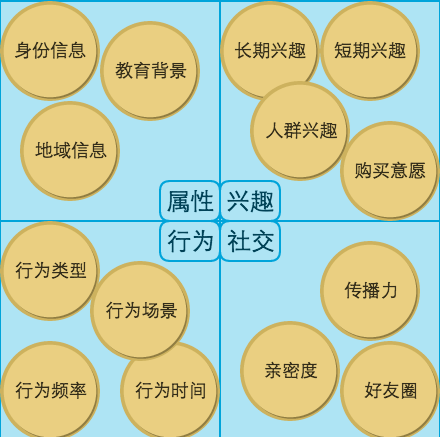 身份信息
教育背景
地域信息
属性
长期兴趣
短期兴趣
人群兴趣
购买意愿
兴趣
行为
行为类型
行为场景
行为频率
行为时间
社交
传播力
亲密度
好友圈